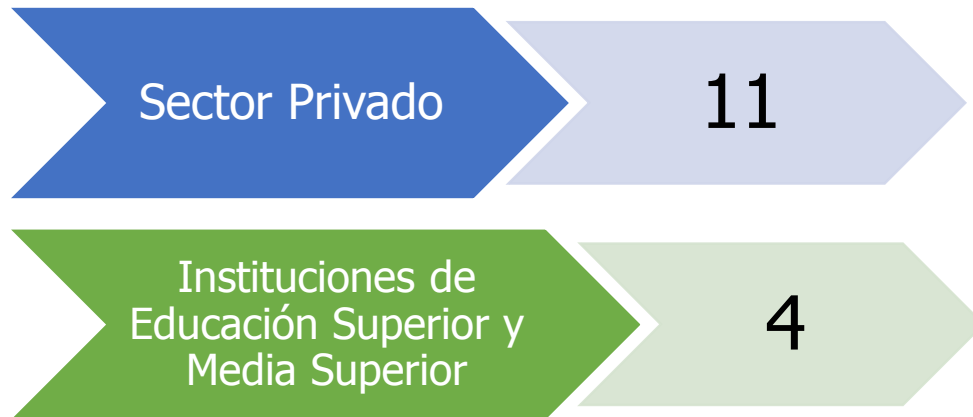 Sector Privado
11
Instituciones de
Educación Superior y
Media Superior
4